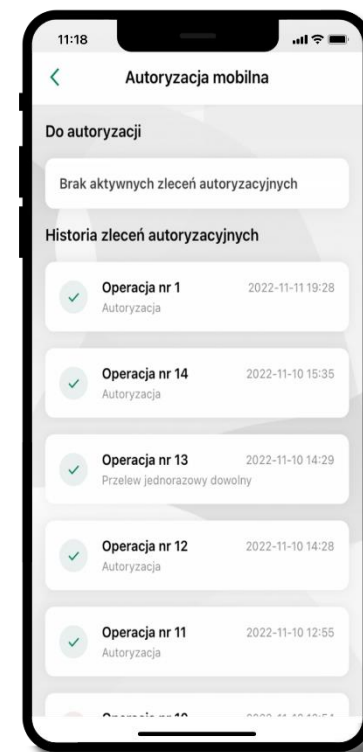 11:18
Autoryzacja mobilna
Do autoryzacji
Brak aktywnych zleceń autoryzacyjnych
Historia zleceń autoryzacyjnych
Operacja nr 1 2022-11-11 19:28
Autoryzacja
Operacja nr 14 2022-11-10 15:35
Autoryzacja
Operacja nr 13 2022-11-10 14:29
Przelew jednorazowy dowolny
Operacja nr 12 2022-11-10 14:28
Autoryzacja
Operacja nr 11 2022-11-10 12:55
Autoryzacja